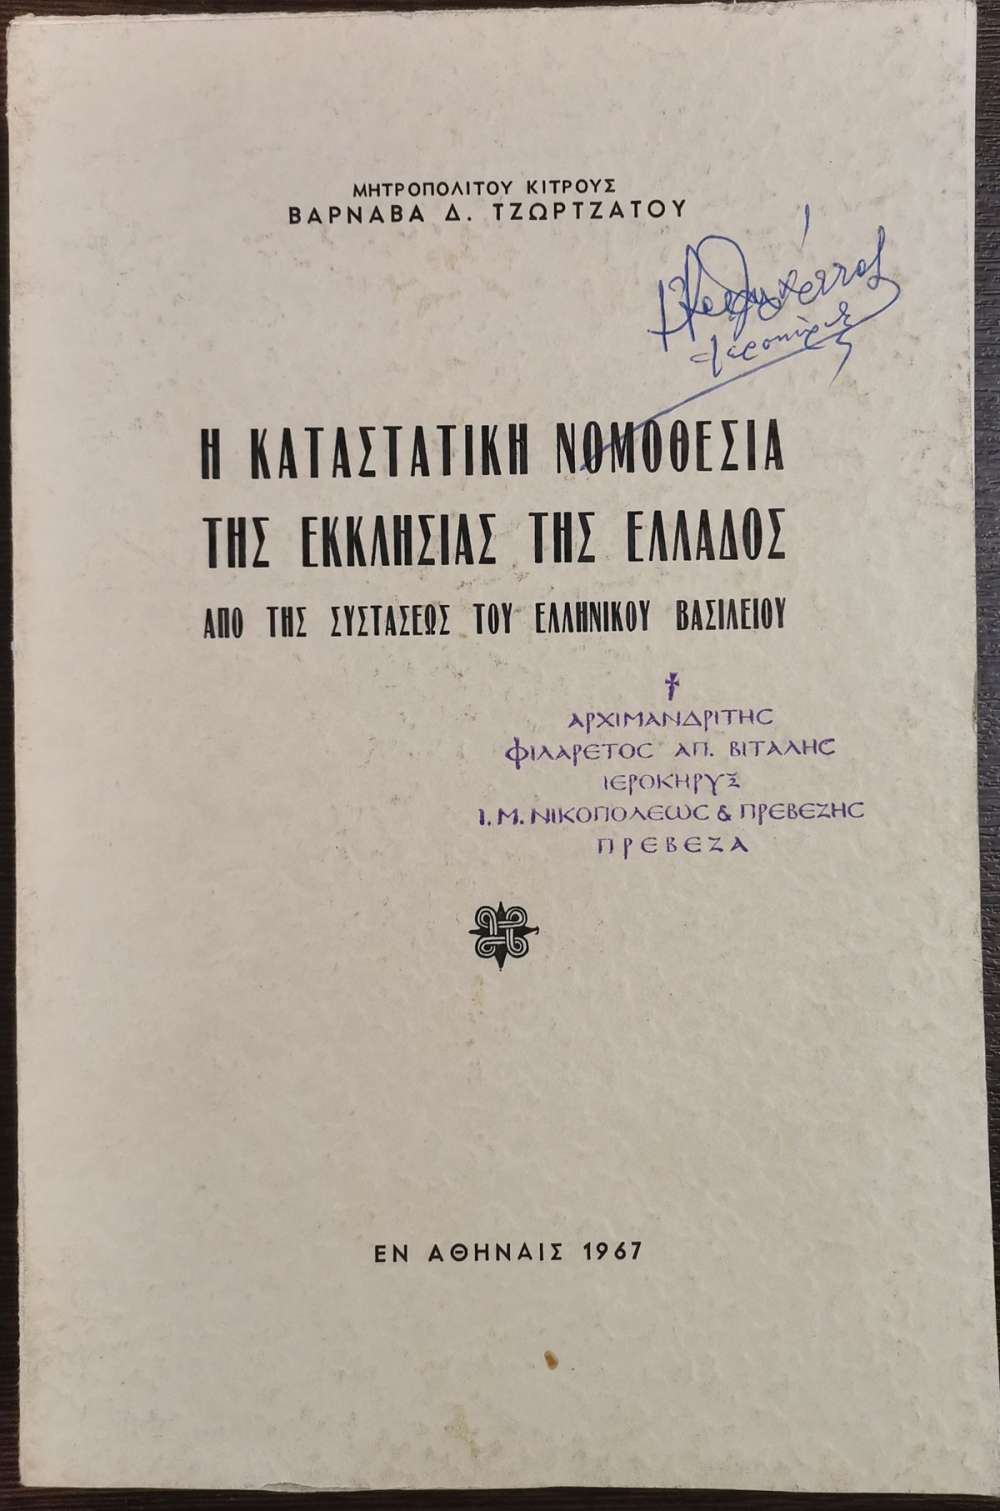 ΜΗΤΡΟΠΟΛΙΤΟΥ ΚΙΤΡΟΥΣ
ΒΑΡΝΑΒΑ Δ. ΤΖΩΡΤΖΑΤΟΥ
Η ΚΑΤΑΣΤΑΤΙΚΗ ΝΟΜΟΘΕΣΙΑ
ΤΗΣ ΕΚΚΛΗΣΙΑΣ ΤΗΣ ΕΛΛΑΔΟΣ
ΑΠΟ ΤΗΣ ΣΥΣΤΑΣΕΩΣ ΤΟΥ ΕΛΛΗΝΙΚΟΥ ΒΑΣΙΛΕΙΟΥ
†
ΑΡΧΙΜΑΝΔΡΙΤΗΣ
ΦΙΛΑΡΕΤΟΣ ΑΠ. ΒΙΤΑΛΗΣ
ΙΕΡΟΚΗΡΥΞ
Ι. Μ. ΝΙΚΟΠΟΛΕΩΣ & ΠΡΕΒΕΖΗΣ
ΠΡΕΒΕΖΑ
ΕΝ ΑΘΗΝΑΙΣ 1967